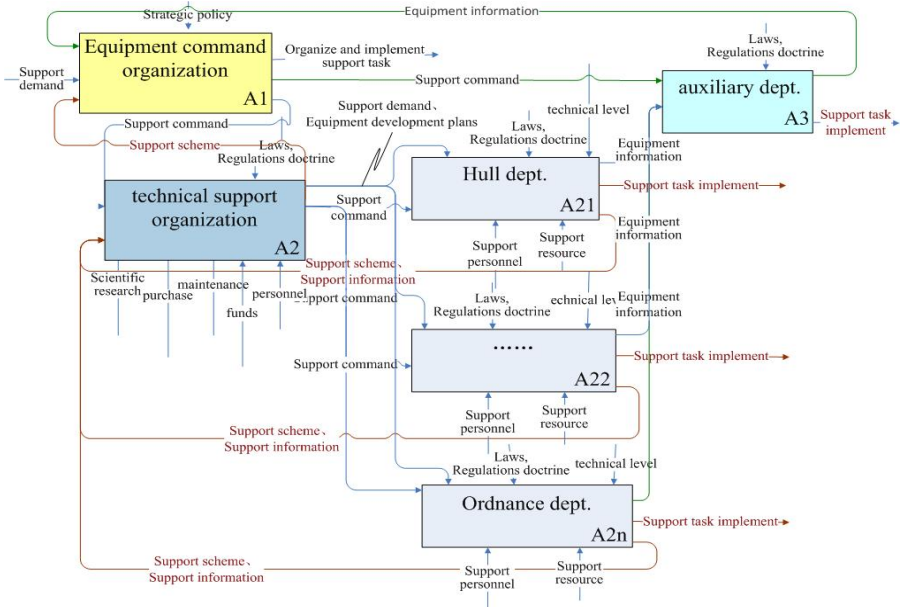 Strategic policy
Equipment information
Equipment command
organization
A1
Organize and implement
support task
Support
demand
Support command
Laws,
Regulations doctrine
auxiliary dept.
A3
Support task
implement
Support command
Support scheme
Support demand、
Equipment development plans
Laws,
Regulations doctrine
Laws,
Regulations doctrine
technical level
Equipment
information
technical support
organization
A2
Hull dept.
A21
Support task implement
Support
command
Support
personnel
Support
resource
Equipment
information
Scientific
research
purchase
maintenance
funds
personnel
Support scheme、
Support information
Support command
Laws,
Regulations doctrine
echnical lev
Equipment
information
......
A22
Support task implement
Support command
Support
personnel
Support
resource
Support scheme、
Support information
Laws,
Regulations doctrine
technical level
Ordnance dept.
A2n
Support task implement
Support scheme、
Support information
Support
personnel
Support
resource